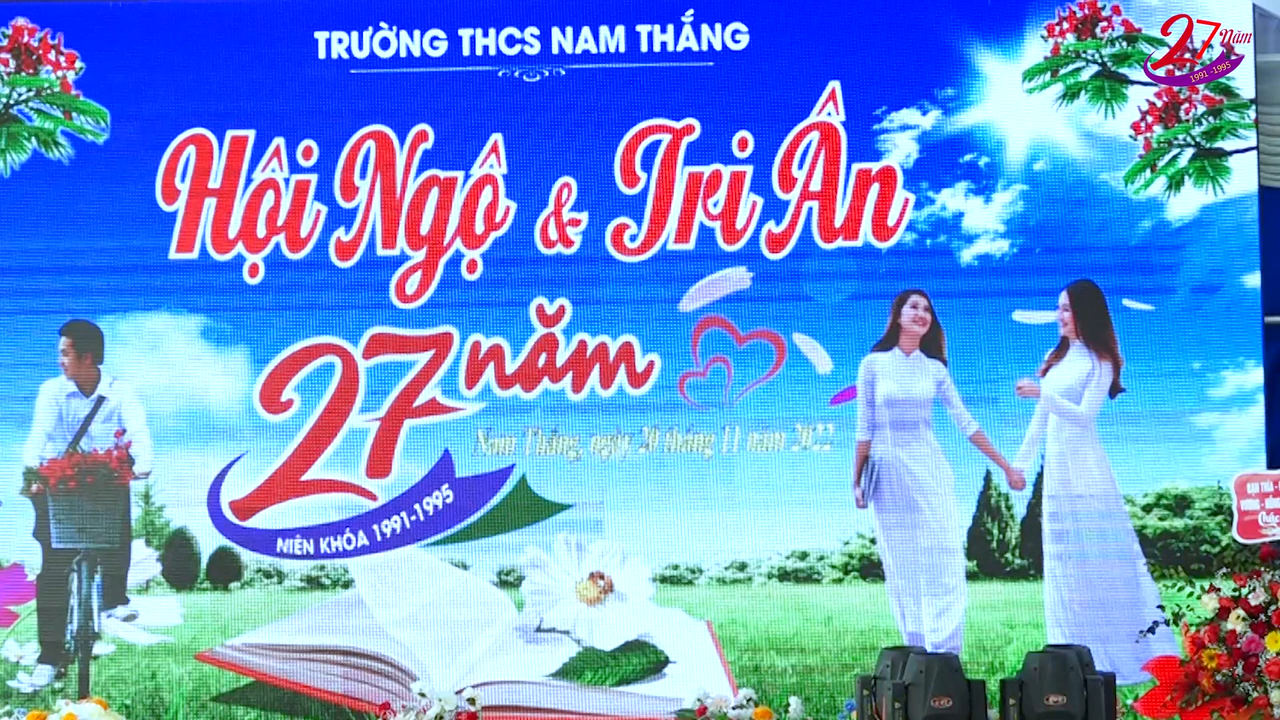 TRƯỜNG THCS NAM THẮNG
27 Năm
1991 -1995
Hội Ngộ & Tri Ân
27 năm
Nam Thắng, ngày 20 tháng 11 năm 2022
NIÊN KHÓA 1991-1995